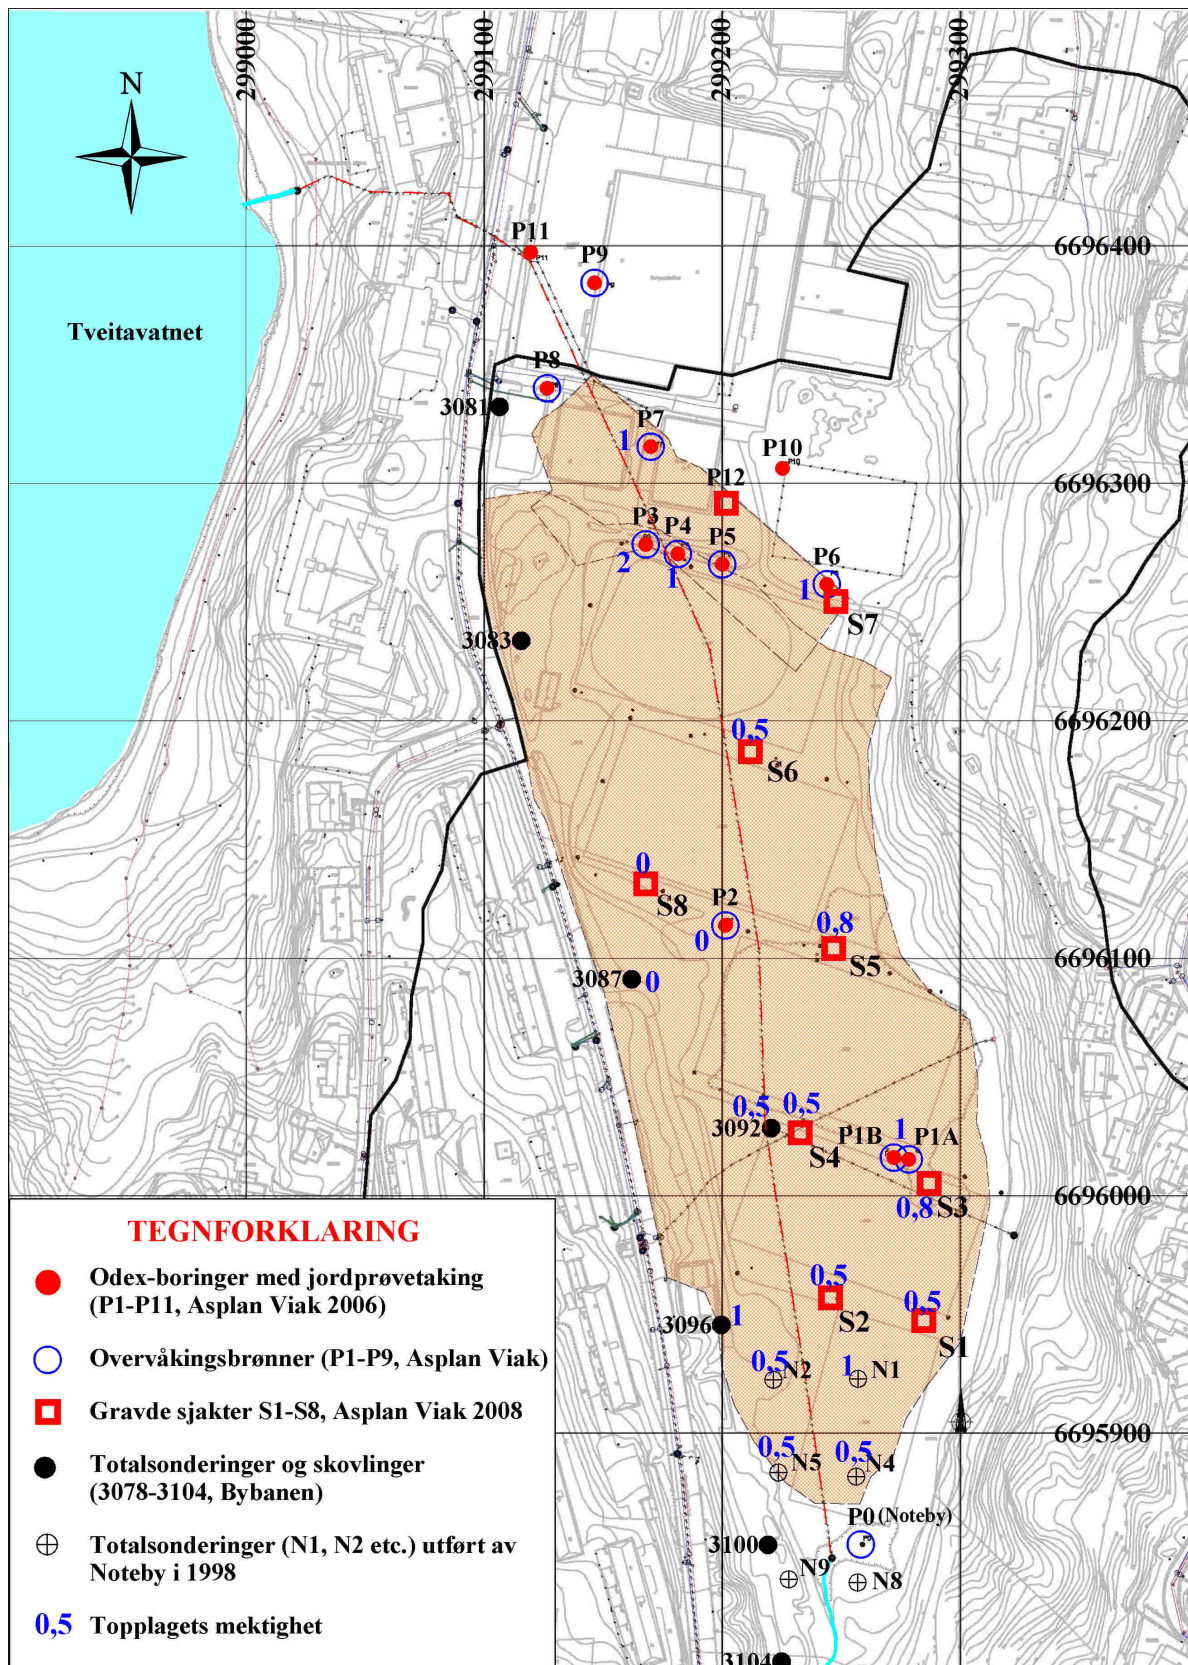 299000
299100
299200
299300
N
P11
P11
P9
6696400
Tveitavatnet
P8
3081
P7
1
P10
P10
P12
6696300
P3
P4
P5
2
1
P6
1
S7
3083
0,5
6696200
S6
0
S8
P2
0
0,8
S5
3087
0
6696100
0,5
0,5
3092
S4
P1B
1
P1A
0,8
S3
6696000
0,5
S2
0,5
S1
3096
1
0,5
N2
1
N1
6695900
0,5
N5
0,5
N4
P0 (Noteby)
3100
N9
N8
3104
TEGNFORKLARING
Odex-boringer med jordprøvetaking
(P1-P11, Asplan Viak 2006)
Overvåkingsbrønner (P1-P9, Asplan Viak)
Gravde sjakter S1-S8, Asplan Viak 2008
Totalsonderinger og skovlinger
(3078-3104, Bybanen)
Totalsonderinger (N1, N2 etc.) utført av
Noteby i 1998
0,5 Topplagets mektighet